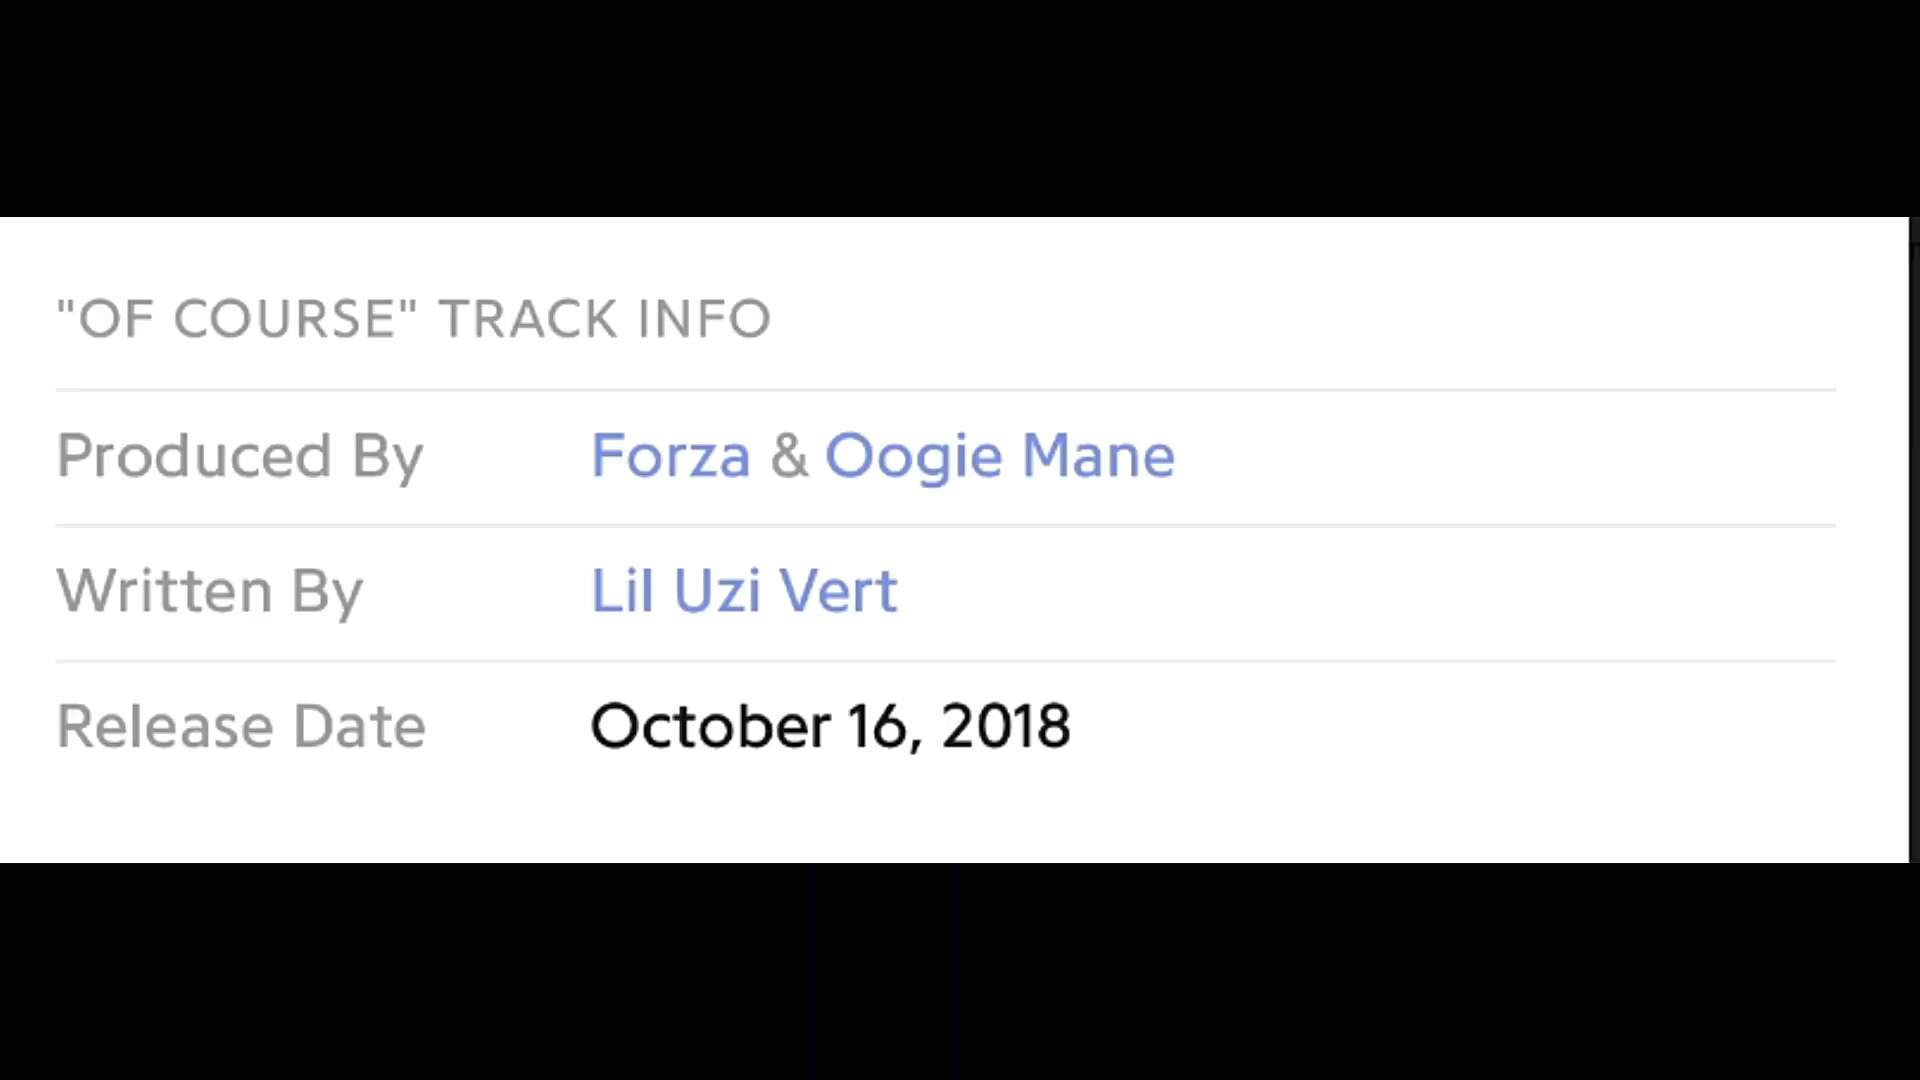 "OF COURSE" TRACK INFO
Produced By Forza & Oogie Mane
Written By Lil Uzi Vert
Release Date October 16, 2018